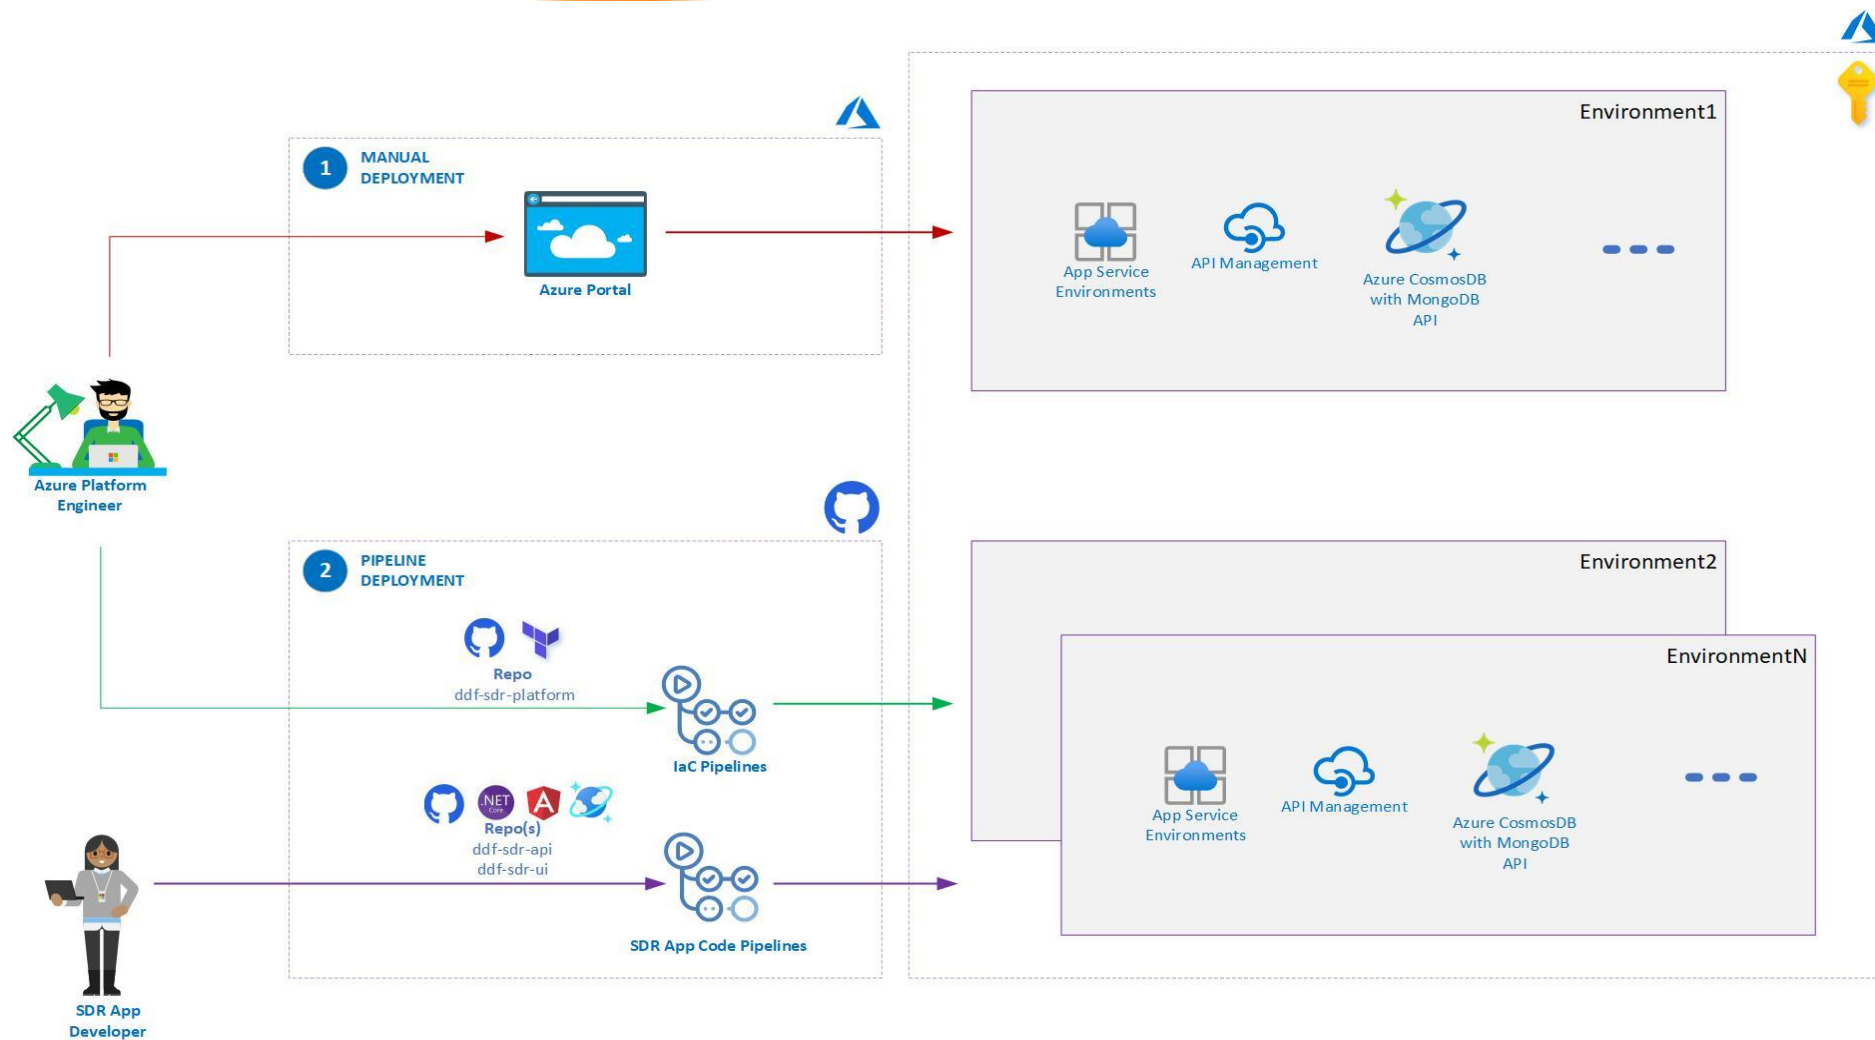 Environment1
1
MANUAL
DEPLOYMENT
Azure Portal
App Service
Environments
API Management
Azure CosmosDB
with MongoDB
API
Azure Platform
Engineer
2
PIPELINE
DEPLOYMENT
Repo
ddf-sdr-platform
IaC Pipelines
.NET
Core
A
Repo(s)
ddf-sdr-api
ddf-sdr-ui
SDR App Code Pipelines
SDR App
Developer
Environment2
EnvironmentN
App Service
Environments
API Management
Azure CosmosDB
with MongoDB
API